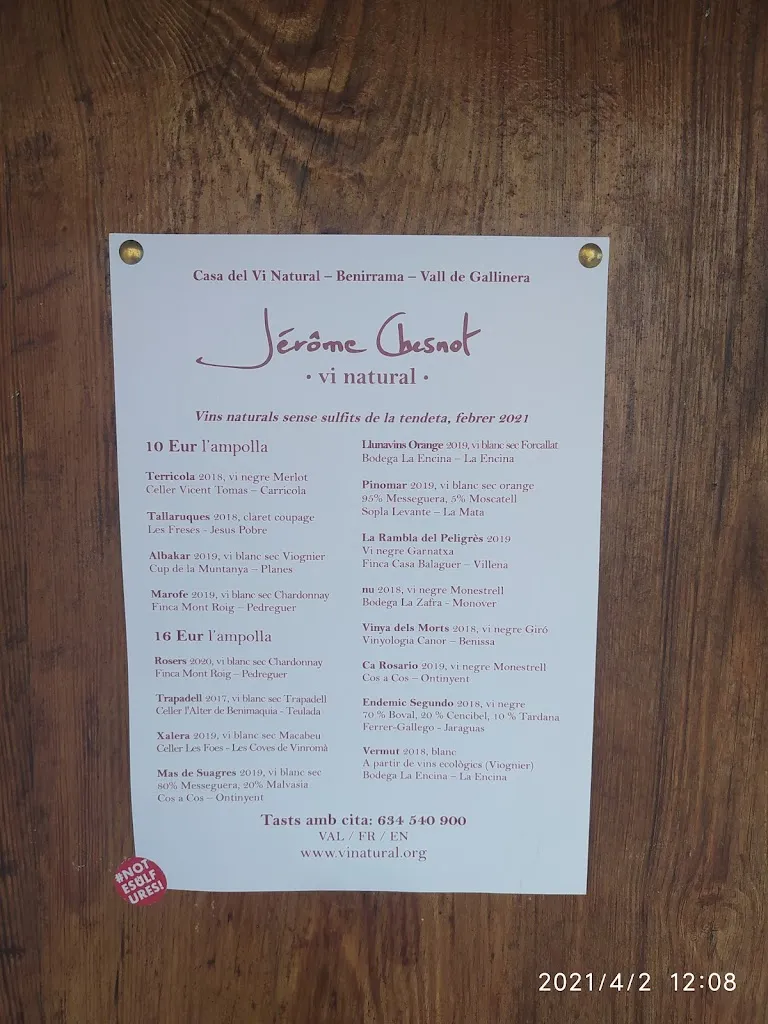 Casa del Vi Natural – Benirrama – Vall de Gallinera
Jérôme Chesnot
• vi natural •
Vins naturals sense sulfits de la tendeta, febrer 2021
10 Eur l'ampolla
Terricola 2018, vi negre Merlot
Celler Vicent Tomas – Carricola
Tallaruques 2018, claret coupage
Les Freses - Jesus Pobre
Albakar 2019, vi blanc sec Viognier
Cup de la Muntanya – Planes
Marofe 2019, vi blanc sec Chardonnay
Finca Mont Roig – Pedreguer
16 Eur l'ampolla
Rosers 2020, vi blanc sec Chardonnay
Finca Mont Roig – Pedreguer
Trapadell 2017, vi blanc sec Trapadell
Celler l'Alter de Benimaquia - Teulada
Xalera 2019, vi blanc sec Macabeu
Celler Les Foes - Les Coves de Vinromà
Mas de Suagres 2019, vi blanc sec
80% Messeguera, 20% Malvasia
Cos a Cos – Ontinyent
Llunavins Orange 2019, vi blanc sec Forcallat
Bodega La Encina – La Encina
Pinomar 2019, vi blanc sec orange
95% Messeguera, 5% Moscatell
Sopla Levante – La Mata
La Rambla del Peligrès 2019
Vi negre Garnatxa
Finca Casa Balaguer – Villena
nu 2018, vi negre Monestrell
Bodega La Zafra - Monover
Vinya dels Morts 2018, vi negre Giró
Vinyologia Canor – Benissa
Ca Rosario 2019, vi negre Monestrell
Cos a Cos – Ontinyent
Endemic Segundo 2018, vi negre
70 % Boval, 20 % Cencibel, 10 % Tardana
Ferrer-Gallego - Jaraguas
Vermut 2018, blanc
A partir de vins ecològics (Viognier)
Bodega La Encina – La Encina
Tasts amb cita: 634 540 900
VAL / FR / EN
www.vinatural.org
#NOT
ESULF
URES!
2021/4/2 12:08